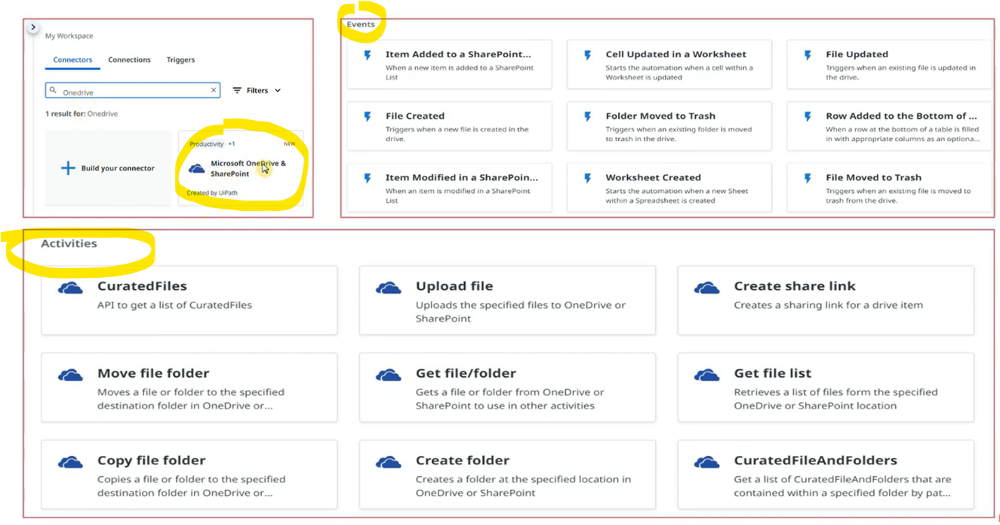 My Workspace
Connectors
Connections
Triggers
Onedrive
Filters
1 result for: Onedrive
Build your connector
Productivity +1
NEW
Microsoft OneDrive &
SharePoint
Created by UiPath
Events
Item Added to a SharePoint...
When a new item is added to a SharePoint
List
Cell Updated in a Worksheet
Starts the automation when a cell within a
Worksheet is updated
File Updated
Triggers when an existing file is updated in
the drive.
File Created
Triggers when a new file is created in the
drive.
Folder Moved to Trash
Triggers when an existing folder is moved
to trash in the drive.
Row Added to the Bottom of ...
When a row at the bottom of a table is filled
in with appropriate columns as an optiona...
Item Modified in a SharePoin...
When an item is modified in a SharePoint
List
Worksheet Created
Starts the automation when a new Sheet
within a Spreadsheet is created
File Moved to Trash
Triggers when an existing file is moved to
trash from the drive.
Activities
CuratedFiles
API to get a list of CuratedFiles
Upload file
Uploads the specified files to OneDrive or
SharePoint
Create share link
Creates a sharing link for a drive item
Move file folder
Moves a file or folder to the specified
destination folder in OneDrive or...
Get file/folder
Gets a file or folder from OneDrive or
SharePoint to use in other activities
Get file list
Retrieves a list of files form the specified
OneDrive or SharePoint location
Copy file folder
Copies a file or folder to the specified
destination folder in OneDrive or...
Create folder
Creates a folder at the specified location in
OneDrive or SharePoint
CuratedFileAndFolders
Get a list of CuratedFileAndFolders that are
contained within a specified folder by pat...